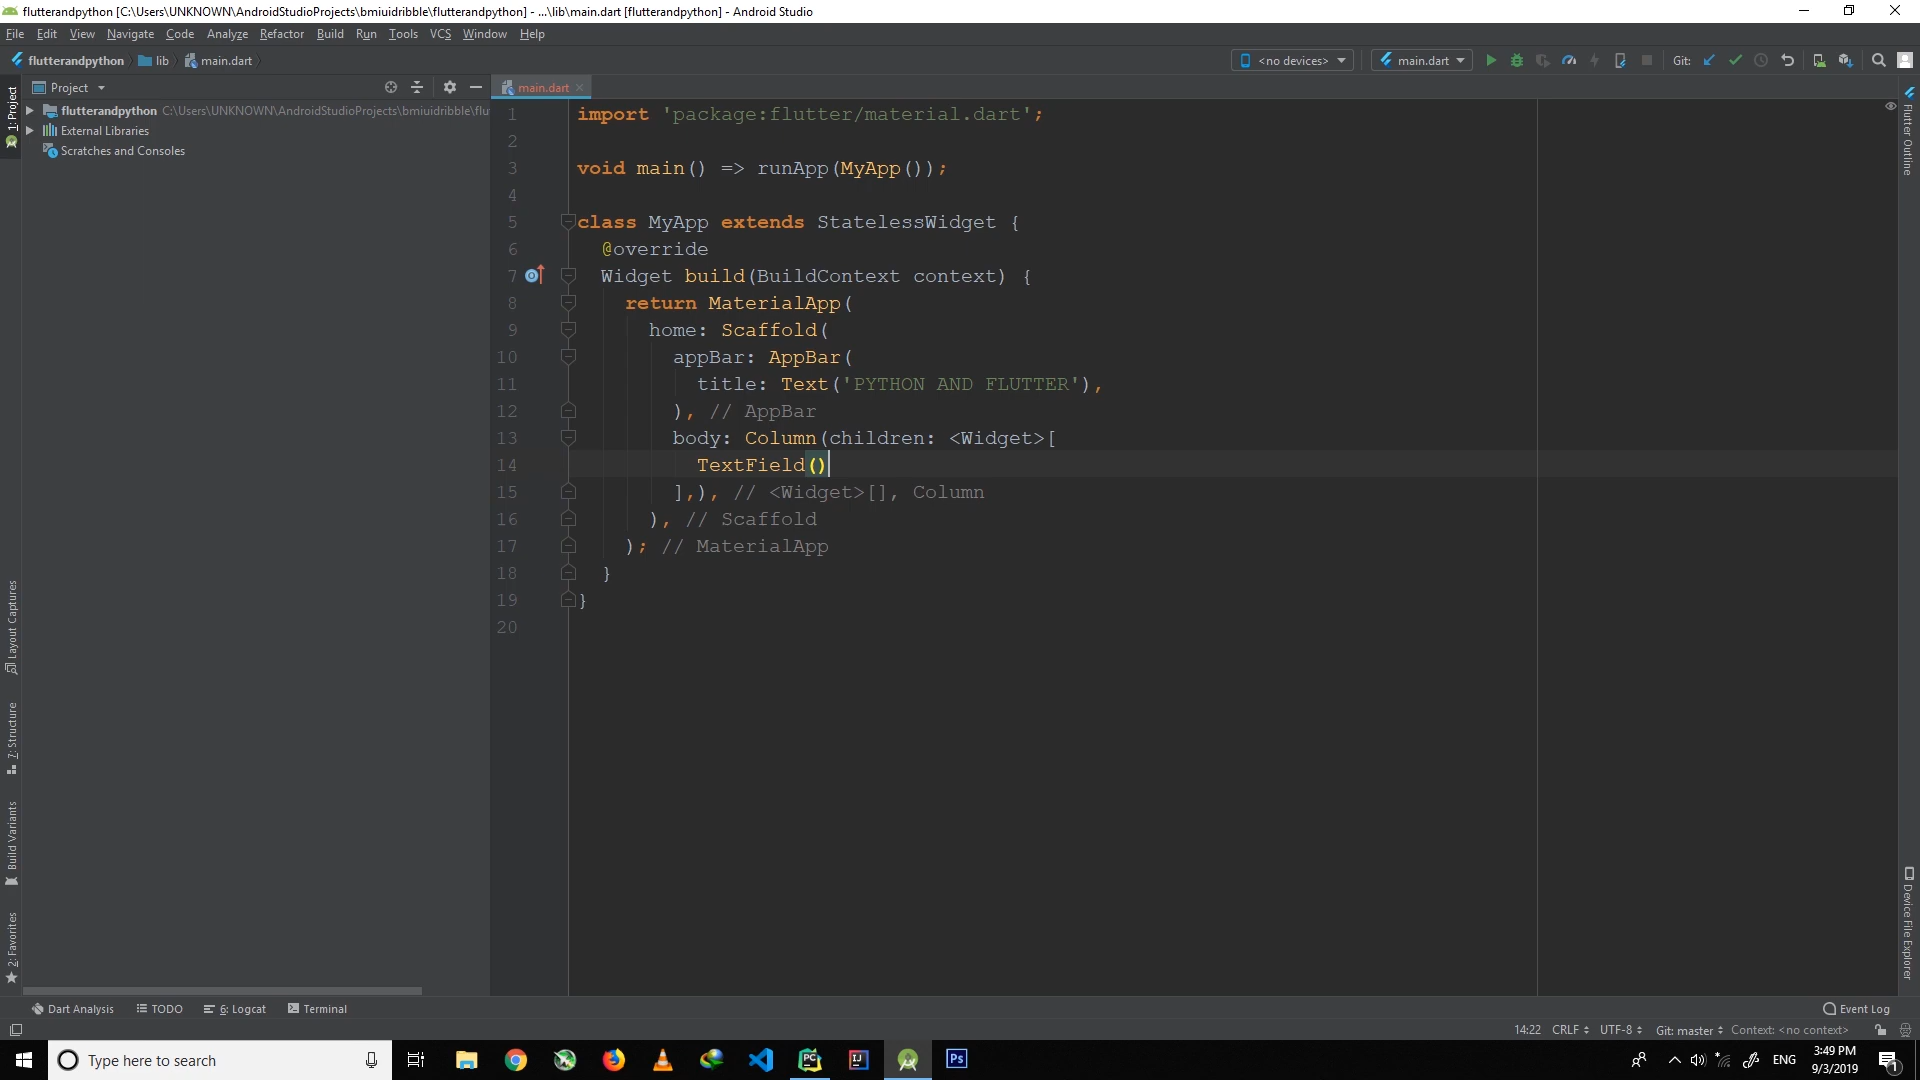 flutterandpython [C:\Users\UNKNOWN\AndroidStudioProjects\bmiuidribble\flutterandpython] - ...\lib\main.dart [flutterandpython] - Android Studio
File Edit View Navigate Code Analyze Refactor Build Run Tools VCS Window Help
flutterandpython lib main.dart <no devices> main.dart Git:
Project main.dart
flutterandpython C:\Users\UNKNOWN\AndroidStudioProjects\bmiuidribble\flu
External Libraries
Scratches and Consoles
1: Project
Layout Captures
7: Structure
Build Variants
2: Favorites
1 import 'package:flutter/material.dart';
2
3 void main() => runApp(MyApp());
4
5 class MyApp extends StatelessWidget {
6 @override
7 Widget build(BuildContext context) {
8 return MaterialApp(
9 home: Scaffold(
10 appBar: AppBar(
11 title: Text('PYTHON AND FLUTTER'),
12 ), // AppBar
13 body: Column(children: <Widget>[
14 TextField()
15 ],), // <Widget>[], Column
16 ), // Scaffold
17 ); // MaterialApp
18 }
19 }
20
Flutter Outline
Device File Explorer
Dart Analysis TODO 6: Logcat Terminal Event Log
14:22 CRLF UTF-8 Git: master Context: <no context>
Type here to search PC IJ Ps ENG 3:49 PM
9/3/2019 1